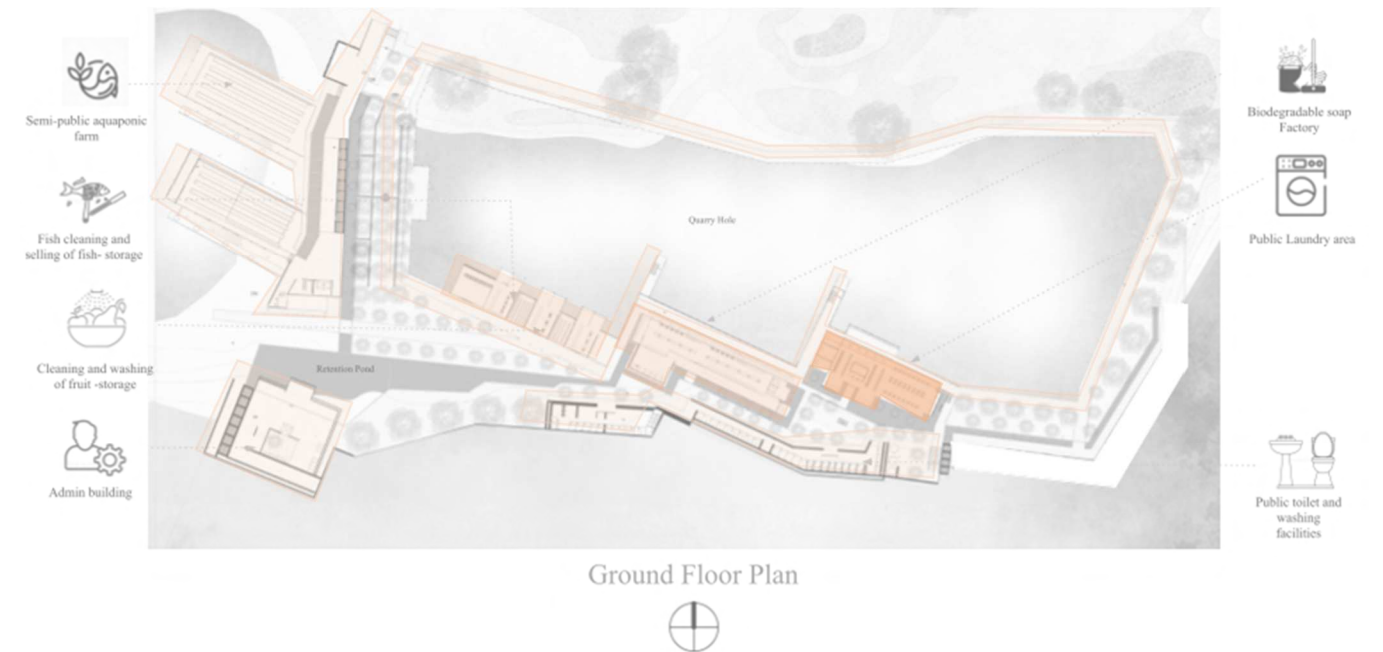 Semi-public aquaponic
farm
Fish cleaning and
selling of fish- storage
Cleaning and washing
of fruit -storage
Admin building
Quarry Hole
Retention Pond
Biodegradable soap
Factory
Public Laundry area
Public toilet and
washing
facilities
Ground Floor Plan